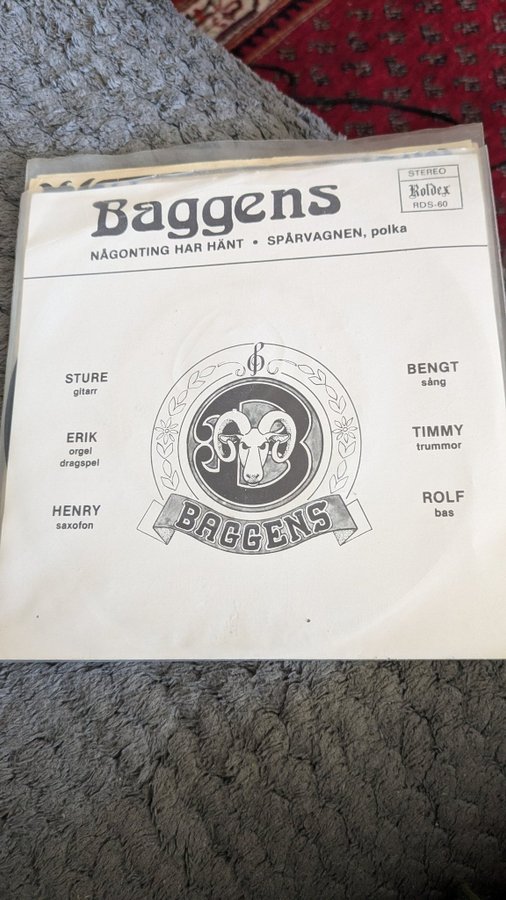 Baggens
STEREO
Roldex
RDS-60
NÅGONTING HAR HÄNT • SPÅRVAGNEN, polka
STURE
gitarr
ERIK
orgel
dragspel
HENRY
saxofon
BENGT
sång
TIMMY
trummor
ROLF
bas
B
BAGGENS